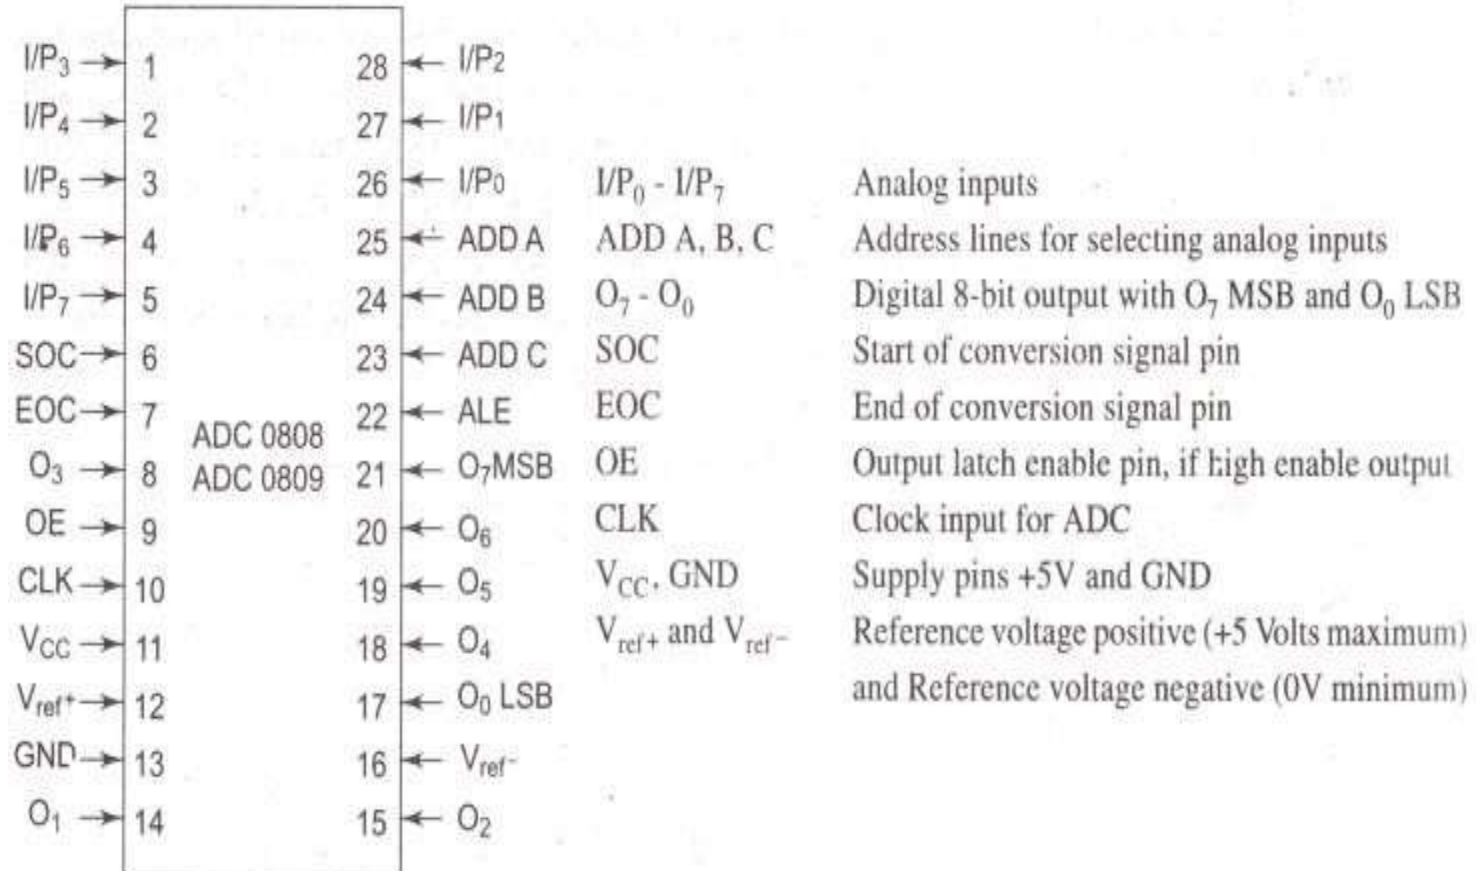 I/P3 1 28 I/P2
I/P4 2 27 I/P1
I/P5 3 26 I/P0 I/P0 - I/P7 Analog inputs
I/P6 4 25 ADD A ADD A, B, C Address lines for selecting analog inputs
I/P7 5 24 ADD B O7 - O0 Digital 8-bit output with O7 MSB and O0 LSB
SOC 6 23 ADD C SOC Start of conversion signal pin
EOC 7 22 ALE EOC End of conversion signal pin
ADC 0808
O3 8 21 O7MSB OE Output latch enable pin, if high enable output
ADC 0809
OE 9 20 O6 CLK Clock input for ADC
CLK 10 19 O5 VCC, GND Supply pins +5V and GND
VCC 11 18 O4 Vref+ and Vref− Reference voltage positive (+5 Volts maximum)
Vref+ 12 17 O0 LSB and Reference voltage negative (0V minimum)
GND 13 16 Vref-
O1 14 15 O2